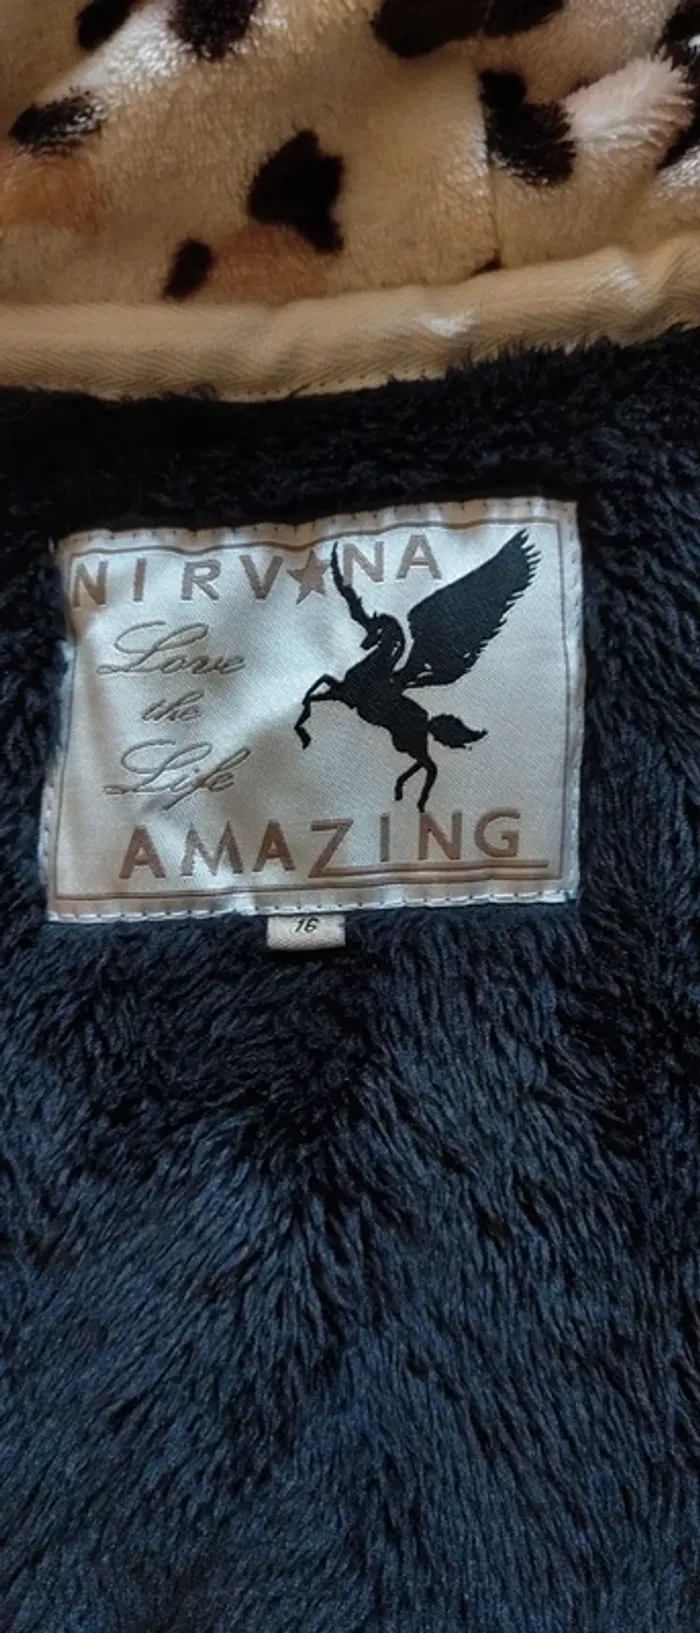 NIRV★NA
Love
the
Life
AMAZING
16